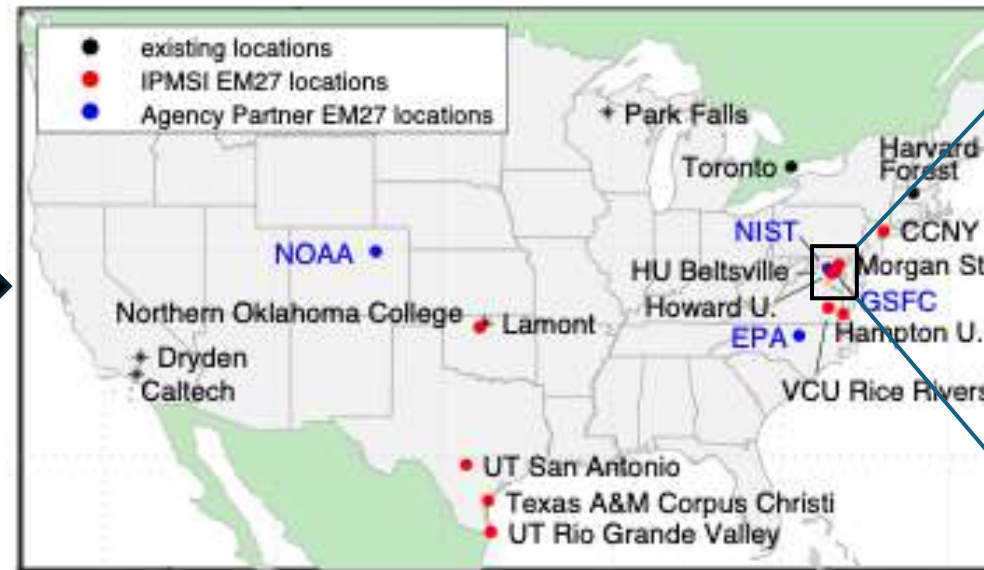 existing locations
IPMSI EM27 locations
Agency Partner EM27 locations
Park Falls
Toronto
Harvard
Forest
NIST
CCNY
NOAA
HU Beltsville
Morgan St
Howard U.
GSFC
Northern Oklahoma College
Lamont
EPA
Hampton U.
Dryden
Caltech
VCU Rice Rivers
UT San Antonio
Texas A&M Corpus Christi
UT Rio Grande Valley